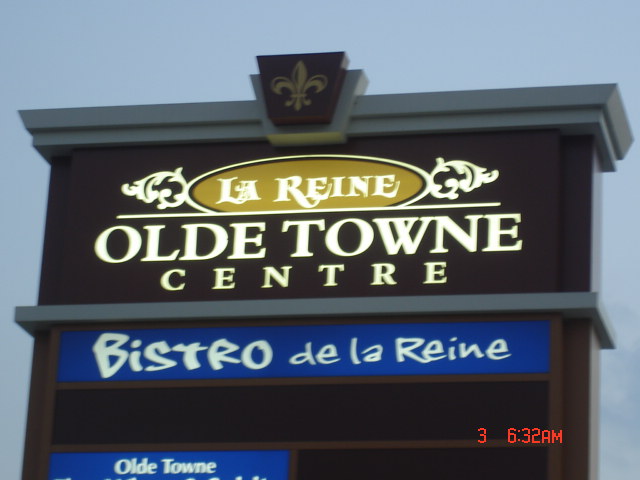 LA REINE
OLDE TOWNE
CENTRE
BISTRO de la Reine
3 6:32AM
Olde Towne